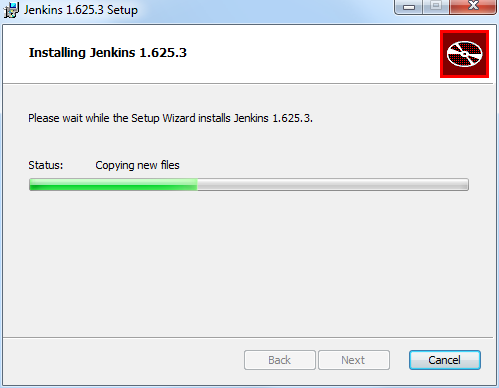 Jenkins 1.625.3 Setup
Installing Jenkins 1.625.3
Please wait while the Setup Wizard installs Jenkins 1.625.3.
Status: Copying new files
Back Next Cancel